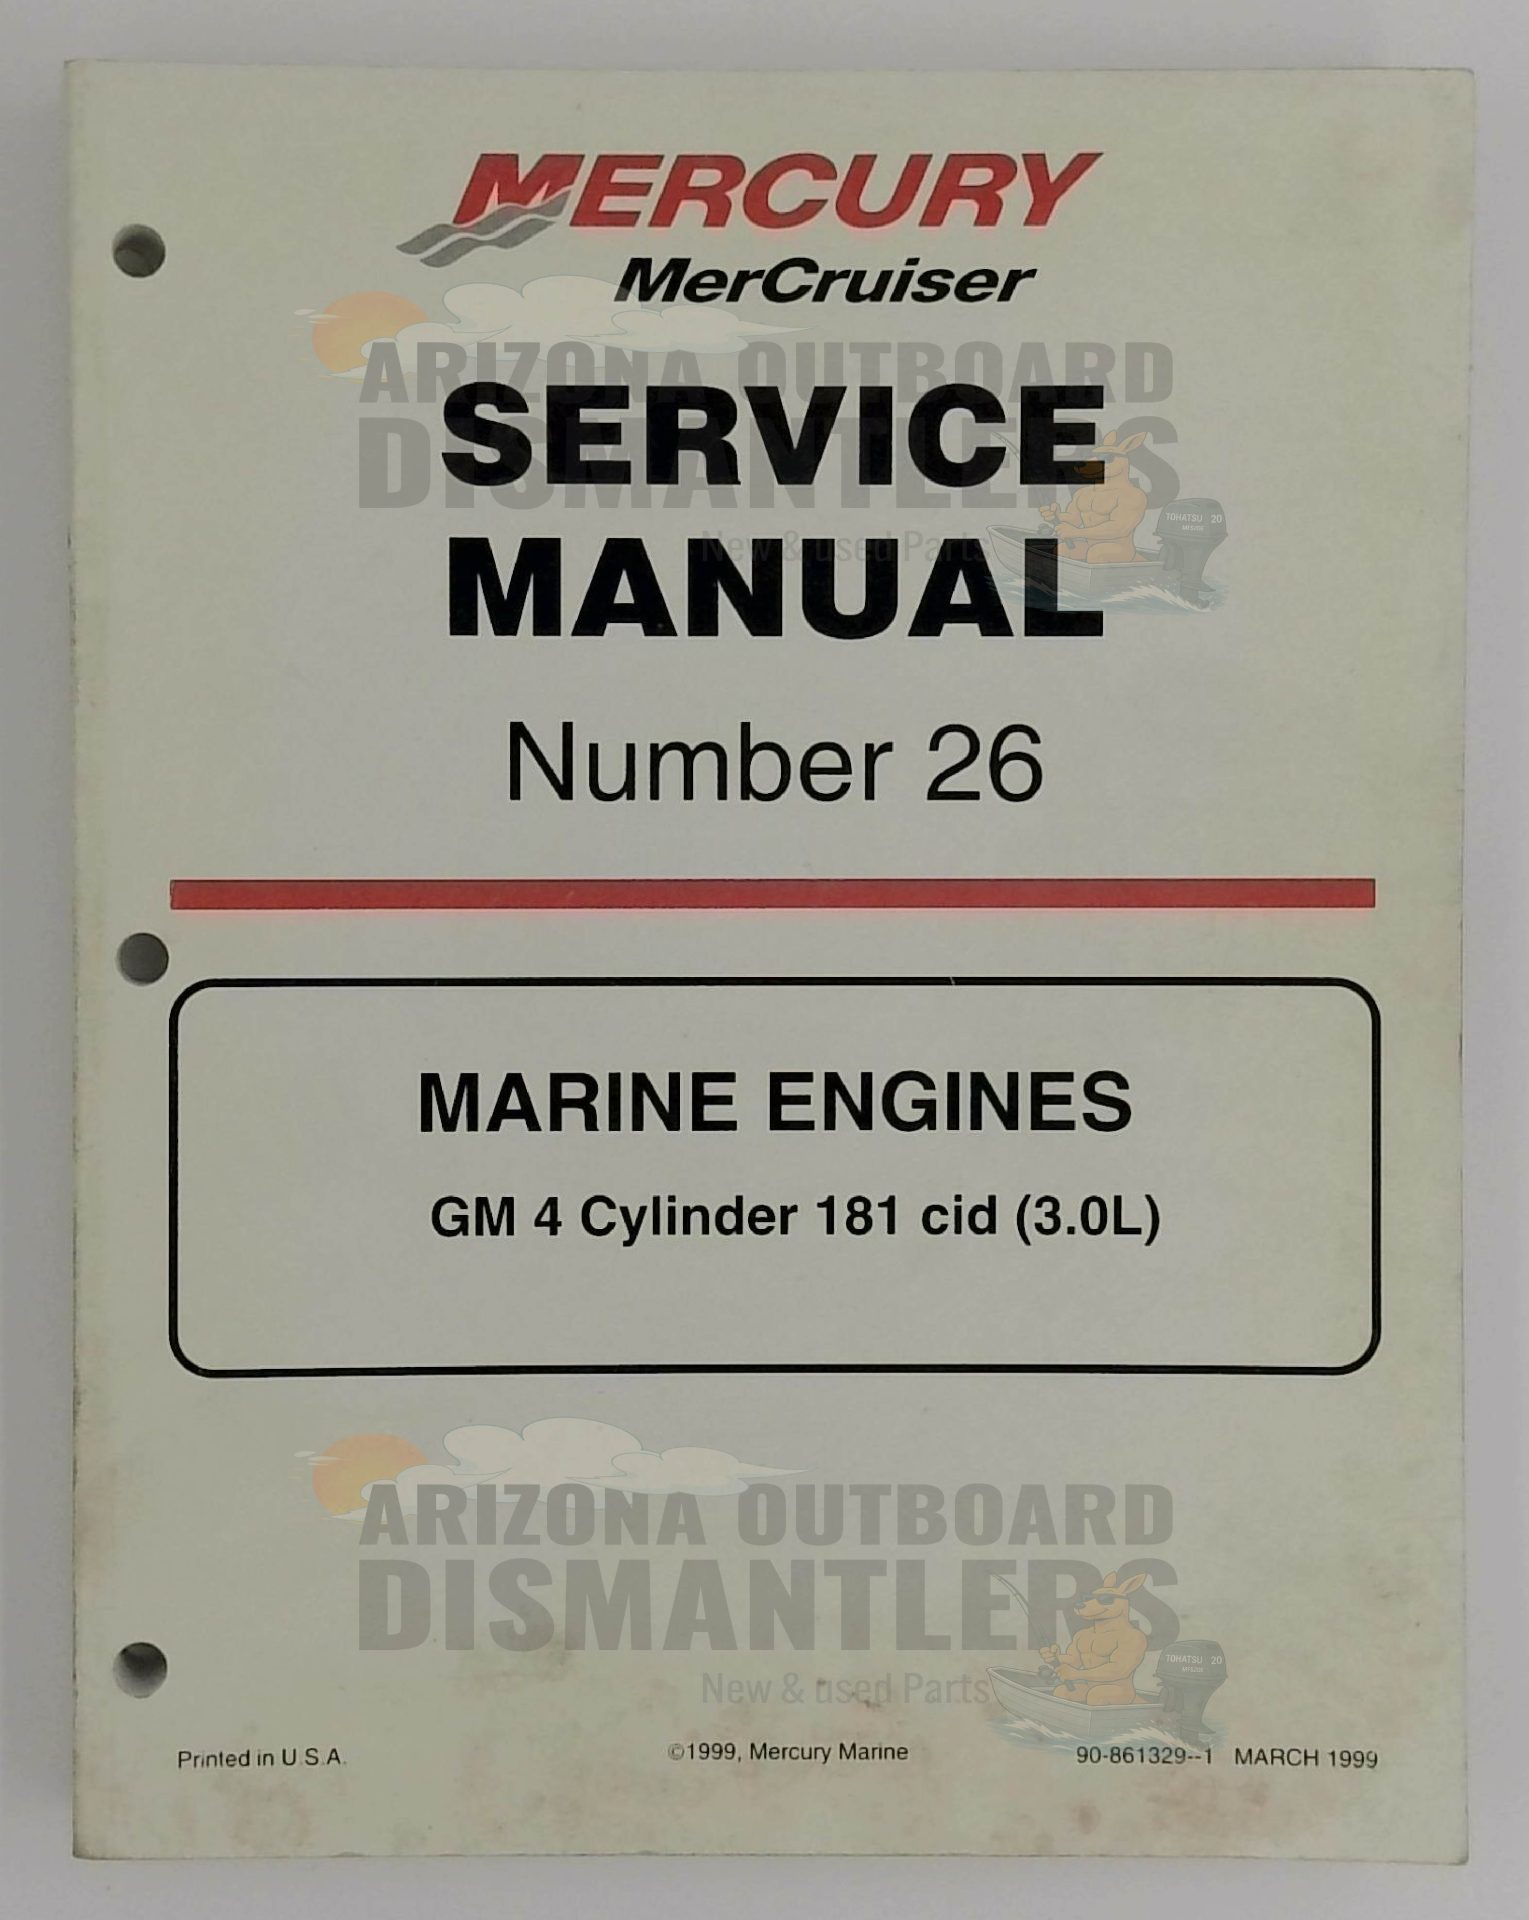 MERCURY
MerCruiser
ARIZONA OUTBOARD
SERVICE
DISMANTLERS
TOHATSU 20
New & used Parts
MANUAL
Number 26
MARINE ENGINES
GM 4 Cylinder 181 cid (3.0L)
ARIZONA OUTBOARD
DISMANTLERS
TOHATSU 20
New & used Parts
Printed in U.S.A.
©1999, Mercury Marine
90-861329--1 MARCH 1999